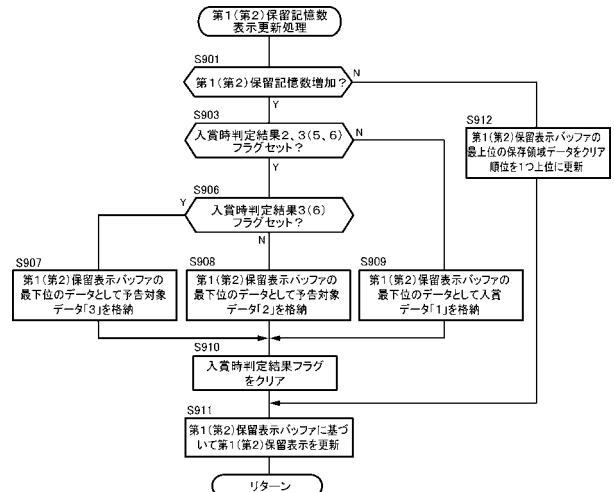 第1(第2)保留記憶数
表示更新処理
S901
第1(第2)保留記憶数増加?
N
Y
S903
入賞時判定結果2、3(5、6)
フラグセット?
N
Y
S912
第1(第2)保留表示バッファの
最上位の保存領域データをクリア
順位を1つ上位に更新
S906
入賞時判定結果3(6)
フラグセット?
Y
N
S907
第1(第2)保留表示バッファの
最下位のデータとして予告対象
データ「3」を格納
S908
第1(第2)保留表示バッファの
最下位のデータとして予告対象
データ「2」を格納
S909
第1(第2)保留表示バッファの
最下位のデータとして入賞
データ「1」を格納
S910
入賞時判定結果フラグ
をクリア
S911
第1(第2)保留表示バッファに基づ
いて第1(第2)保留表示を更新
リターン